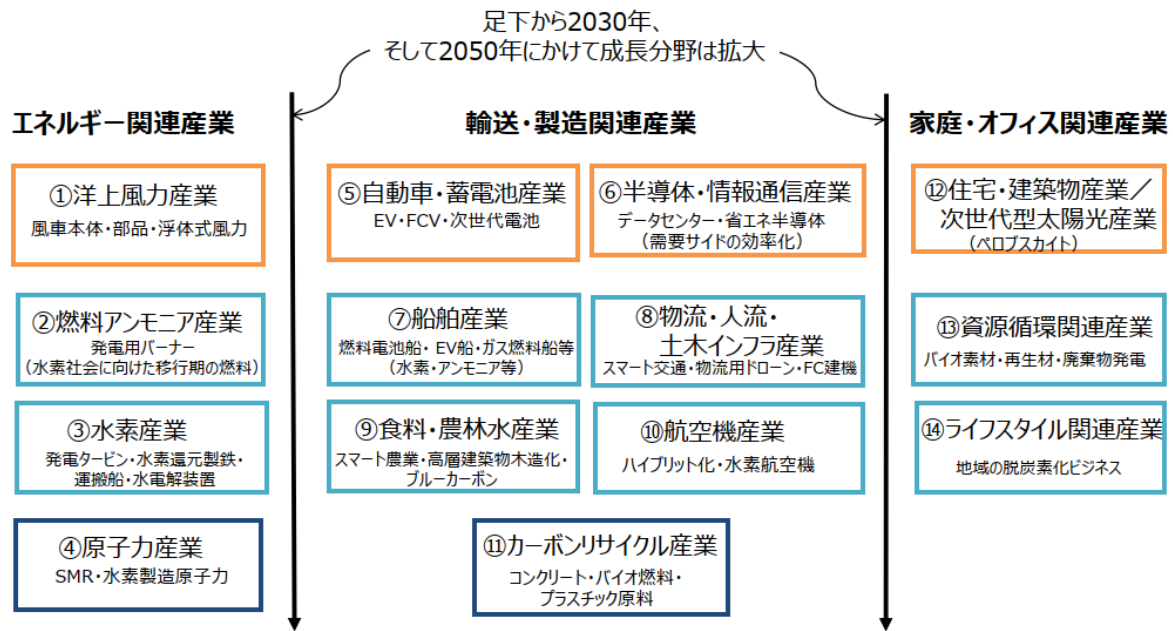 足下から2030年、
そして2050年にかけて成長分野は拡大
エネルギー関連産業
輸送・製造関連産業
家庭・オフィス関連産業
①洋上風力産業
風車本体・部品・浮体式風力
⑤自動車・蓄電池産業
EV・FCV・次世代電池
⑥半導体・情報通信産業
データセンター・省エネ半導体
（需要サイドの効率化）
⑫住宅・建築物産業／
次世代型太陽光産業
（ペロブスカイト）
②燃料アンモニア産業
発電用バーナー
（水素社会に向けた移行期の燃料）
⑦船舶産業
燃料電池船・ EV船・ガス燃料船等
（水素・アンモニア等）
⑧物流・人流・
土木インフラ産業
スマート交通・物流用ドローン・FC建機
⑬資源循環関連産業
バイオ素材・再生材・廃棄物発電
③水素産業
発電タービン・水素還元製鉄・
運搬船・水電解装置
⑨食料・農林水産業
スマート農業・高層建築物木造化・
ブルーカーボン
⑩航空機産業
ハイブリット化・水素航空機
⑭ライフスタイル関連産業
地域の脱炭素化ビジネス
④原子力産業
SMR・水素製造原子力
⑪カーボンリサイクル産業
コンクリート・バイオ燃料・
プラスチック原料